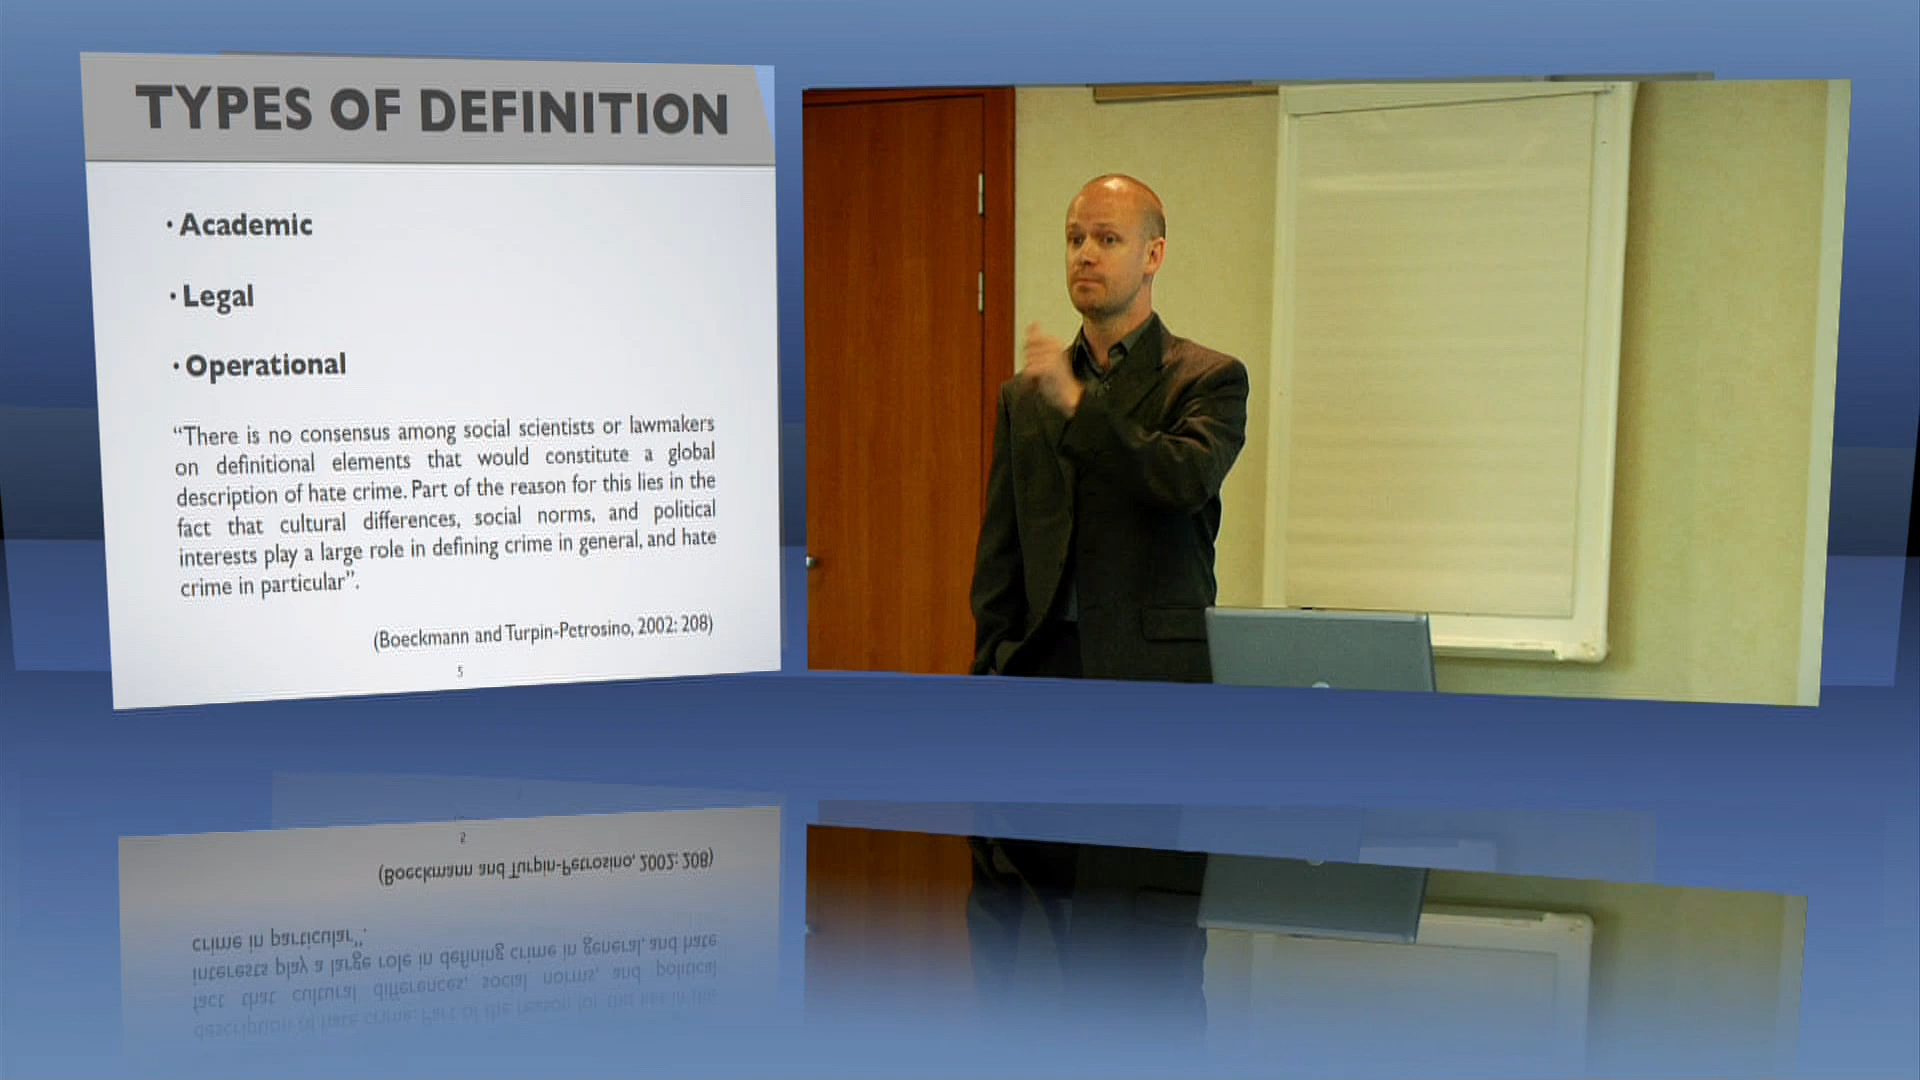 TYPES OF DEFINITION
• Academic
• Legal
• Operational
“There is no consensus among social scientists or lawmakers
on definitional elements that would constitute a global
description of hate crime. Part of the reason for this lies in the
fact that cultural differences, social norms, and political
interests play a large role in defining crime in general, and hate
crime in particular”.
(Boeckmann and Turpin-Petrosino, 2002: 208)
5